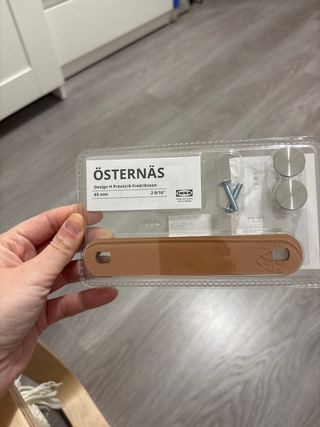 ÖSTERNÄS
Design H Preutz/A Fredriksson
65 mm 2 9/16"
IKEA